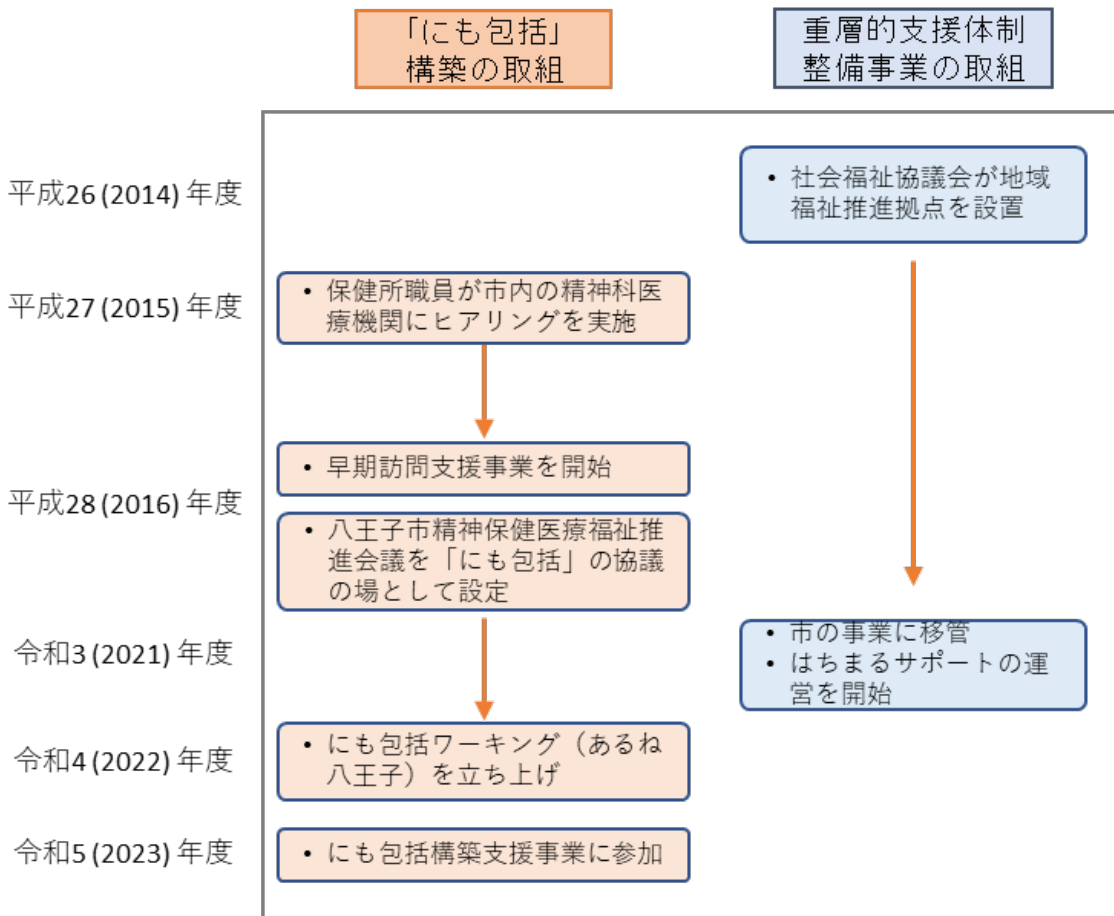 「にも包括」
構築の取組
重層的支援体制
整備事業の取組
平成26 (2014) 年度
• 社会福祉協議会が地域
福祉推進拠点を設置
平成27 (2015) 年度
• 保健所職員が市内の精神科医
療機関にヒアリングを実施
平成28 (2016) 年度
• 早期訪問支援事業を開始
• 八王子市精神保健医療福祉推
進会議を「にも包括」の協議
の場として設定
令和3 (2021) 年度
• 市の事業に移管
• はちまるサポートの運
営を開始
令和4 (2022) 年度
• にも包括ワーキング（あるね
八王子）を立ち上げ
令和5 (2023) 年度
• にも包括構築支援事業に参加